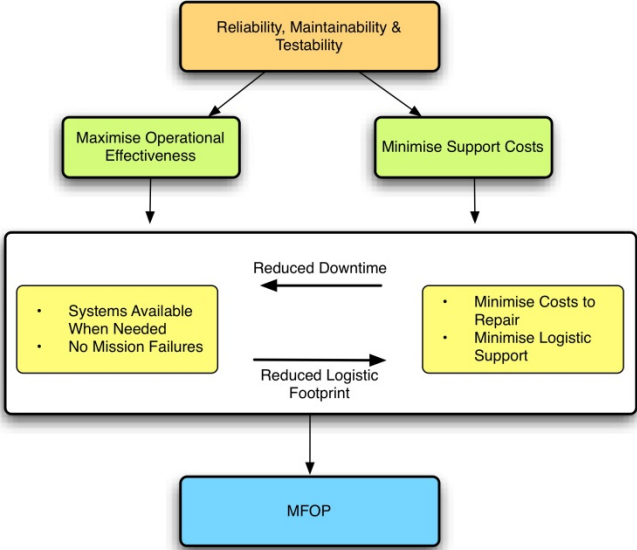 Reliability, Maintainability &
Testability
Maximise Operational
Effectiveness
Minimise Support Costs
Reduced Downtime
• Systems Available
When Needed
• No Mission Failures
• Minimise Costs to
Repair
• Minimise Logistic
Support
Reduced Logistic
Footprint
MFOP